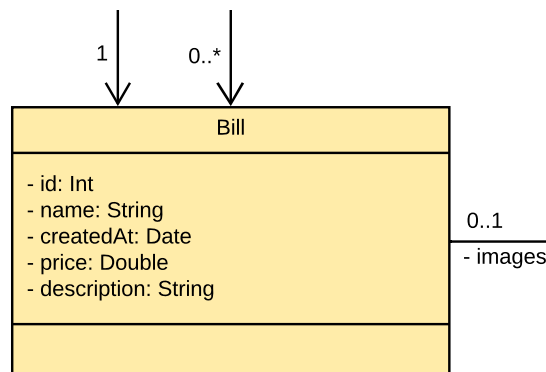 1
0..*
Bill
- id: Int
- name: String
- createdAt: Date
- price: Double
- description: String
0..1
- images